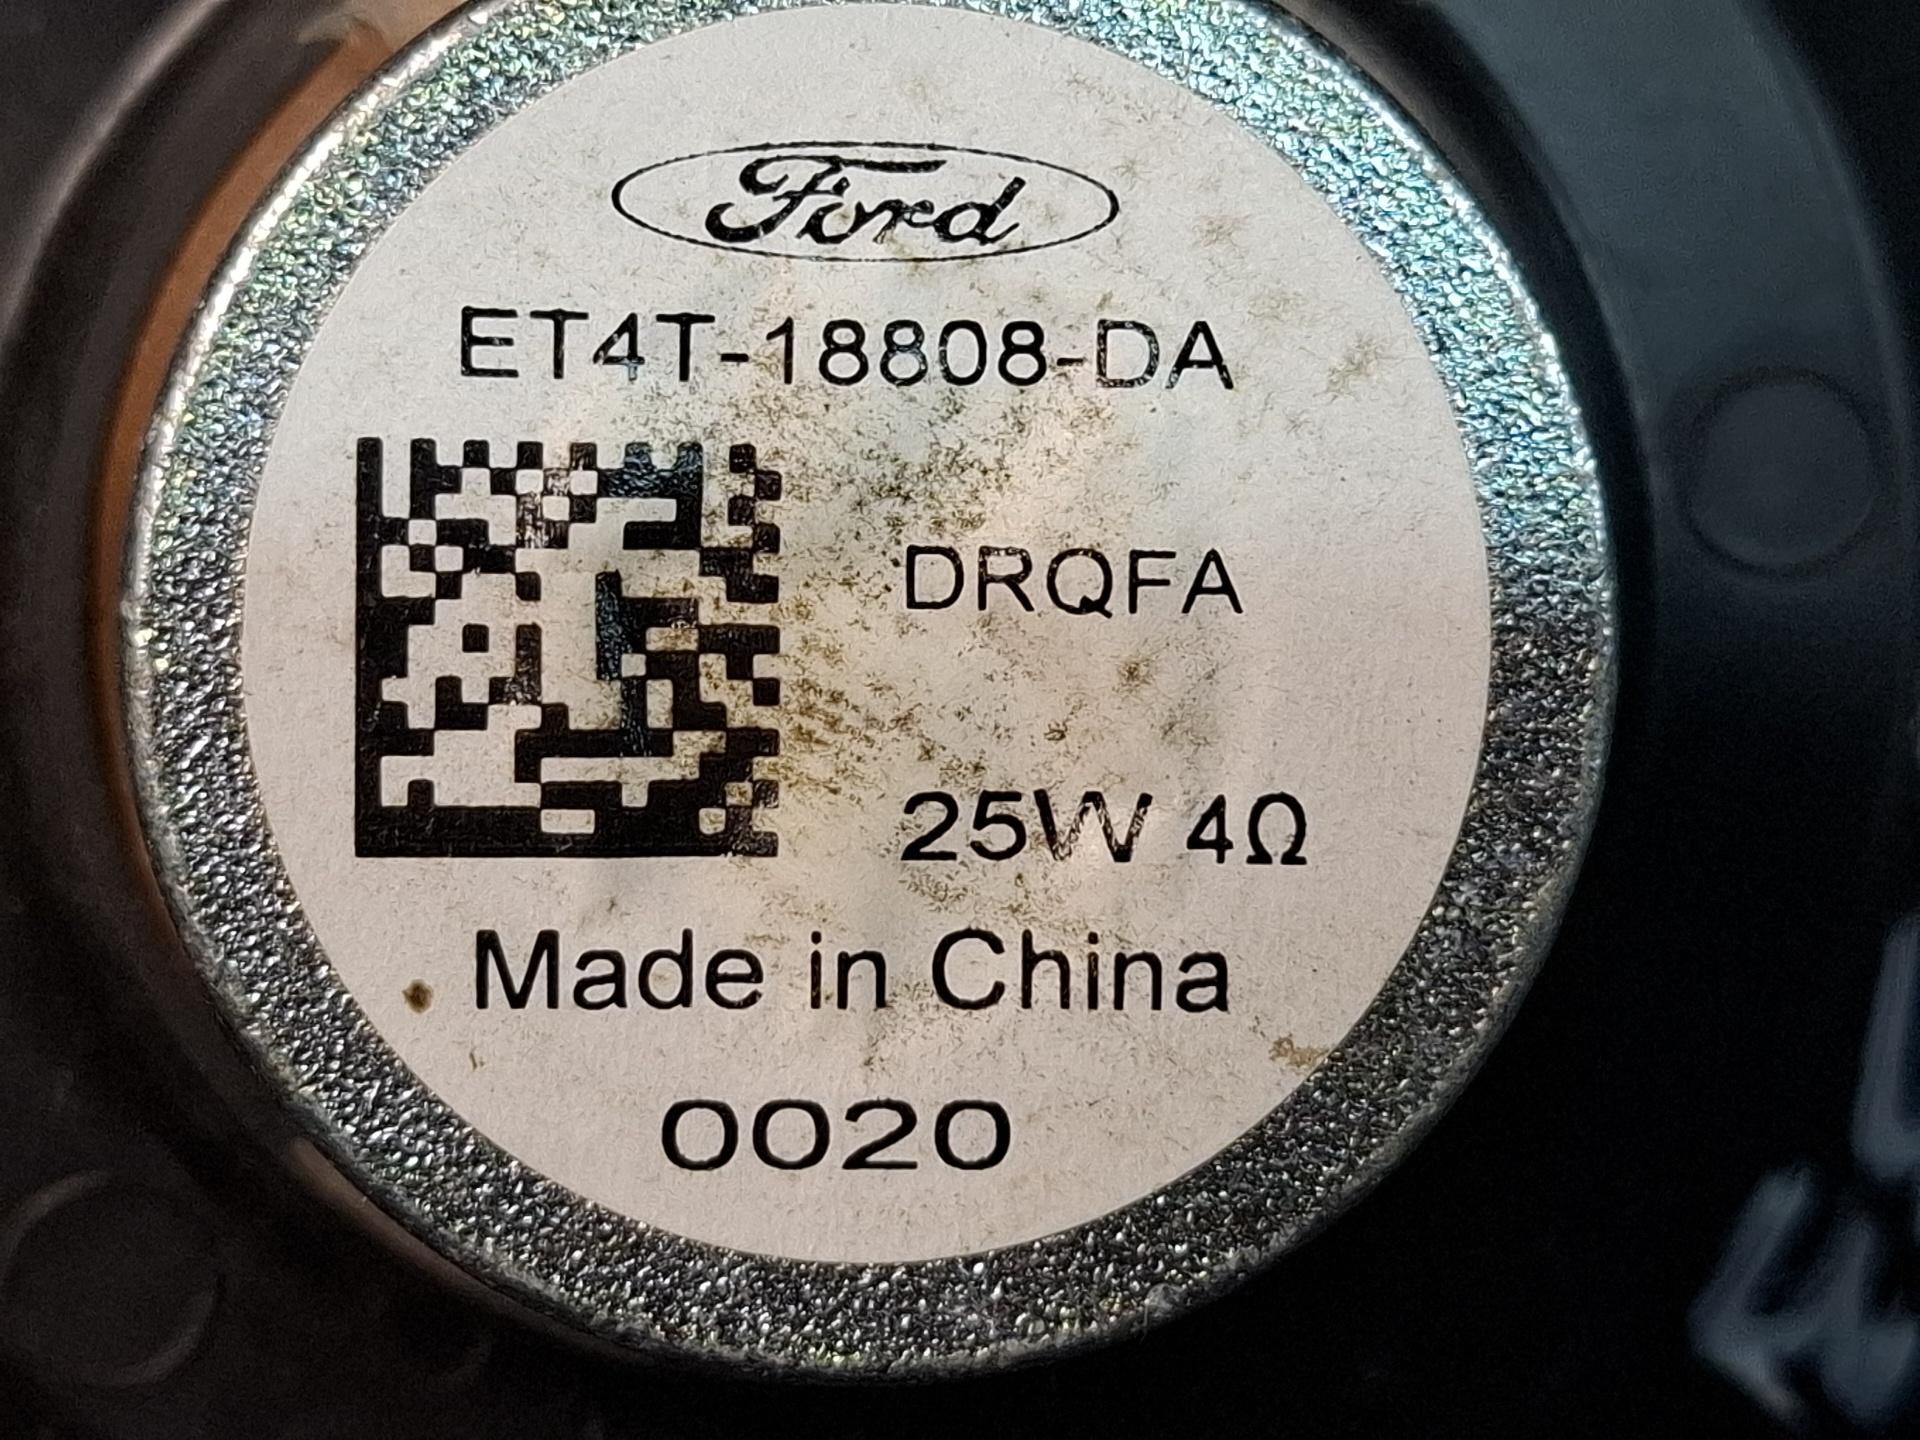 Ford
ET4T-18808-DA
DRQFA
25W 4Ω
Made in China
0020